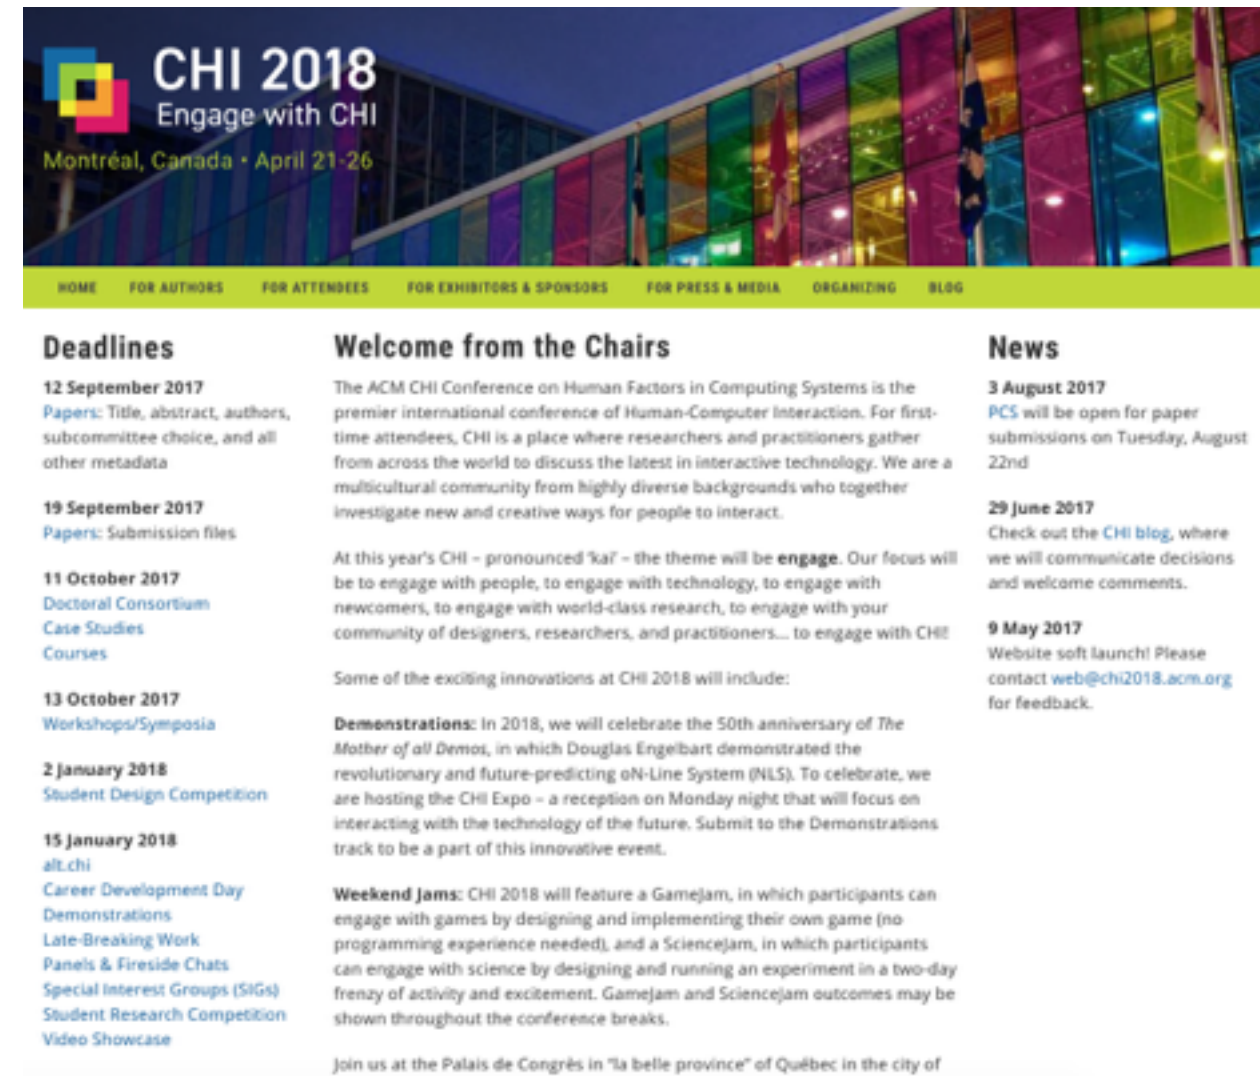 CHI 2018
Engage with CHI
Montréal, Canada • April 21-26
HOME FOR AUTHORS FOR ATTENDEES FOR EXHIBITORS & SPONSORS FOR PRESS & MEDIA ORGANIZING BLOG
Deadlines
12 September 2017
Papers: Title, abstract, authors,
subcommittee choice, and all
other metadata
19 September 2017
Papers: Submission files
11 October 2017
Doctoral Consortium
Case Studies
Courses
13 October 2017
Workshops/Symposia
2 January 2018
Student Design Competition
15 January 2018
alt.chi
Career Development Day
Demonstrations
Late-Breaking Work
Panels & Fireside Chats
Special Interest Groups (SIGs)
Student Research Competition
Video Showcase
Welcome from the Chairs
The ACM CHI Conference on Human Factors in Computing Systems is the
premier international conference of Human-Computer Interaction. For first-
time attendees, CHI is a place where researchers and practitioners gather
from across the world to discuss the latest in interactive technology. We are a
multicultural community from highly diverse backgrounds who together
investigate new and creative ways for people to interact.
At this year's CHI – pronounced 'kai' – the theme will be engage. Our focus will
be to engage with people, to engage with technology, to engage with
newcomers, to engage with world-class research, to engage with your
community of designers, researchers, and practitioners... to engage with CHI!
Some of the exciting innovations at CHI 2018 will include:
Demonstrations: In 2018, we will celebrate the 50th anniversary of The
Mother of all Demos, in which Douglas Engelbart demonstrated the
revolutionary and future-predicting oN-Line System (NLS). To celebrate, we
are hosting the CHI Expo – a reception on Monday night that will focus on
interacting with the technology of the future. Submit to the Demonstrations
track to be a part of this innovative event.
Weekend Jams: CHI 2018 will feature a GameJam, in which participants can
engage with games by designing and implementing their own game (no
programming experience needed), and a ScienceJam, in which participants
can engage with science by designing and running an experiment in a two-day
frenzy of activity and excitement. GameJam and ScienceJam outcomes may be
shown throughout the conference breaks.
Join us at the Palais de Congrès in "la belle province" of Québec in the city of
News
3 August 2017
PCS will be open for paper
submissions on Tuesday, August
22nd
29 June 2017
Check out the CHI blog, where
we will communicate decisions
and welcome comments.
9 May 2017
Website soft launch! Please
contact web@chi2018.acm.org
for feedback.